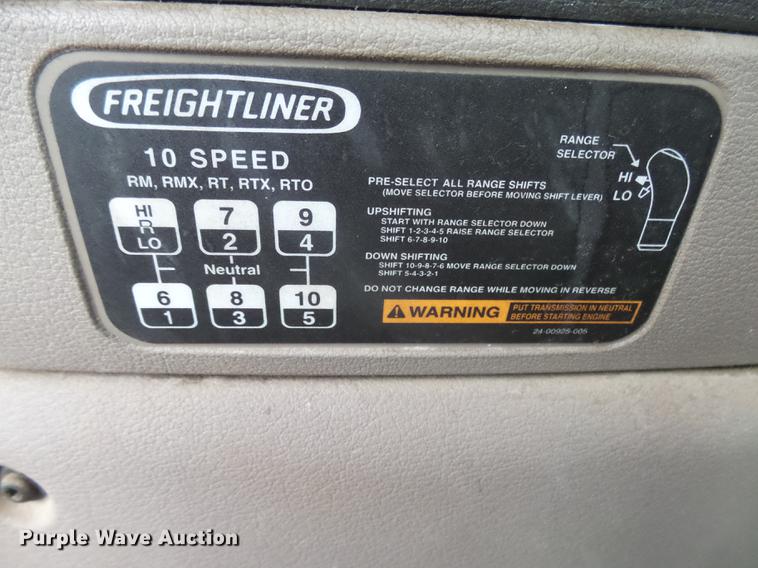 FREIGHTLINER
10 SPEED
RM, RMX, RT, RTX, RTO
HI
R
LO
7
2
9
4
Neutral
6
1
8
3
10
5
PRE-SELECT ALL RANGE SHIFTS
(MOVE SELECTOR BEFORE MOVING SHIFT LEVER)
UPSHIFTING
START WITH RANGE SELECTOR DOWN
SHIFT 1-2-3-4-5 RAISE RANGE SELECTOR
SHIFT 6-7-8-9-10
DOWN SHIFTING
SHIFT 10-9-8-7-6 MOVE RANGE SELECTOR DOWN
SHIFT 5-4-3-2-1
DO NOT CHANGE RANGE WHILE MOVING IN REVERSE
WARNING
PUT TRANSMISSION IN NEUTRAL
BEFORE STARTING ENGINE
24-00925-005
RANGE
SELECTOR
HI
LO
Purple Wave Auction